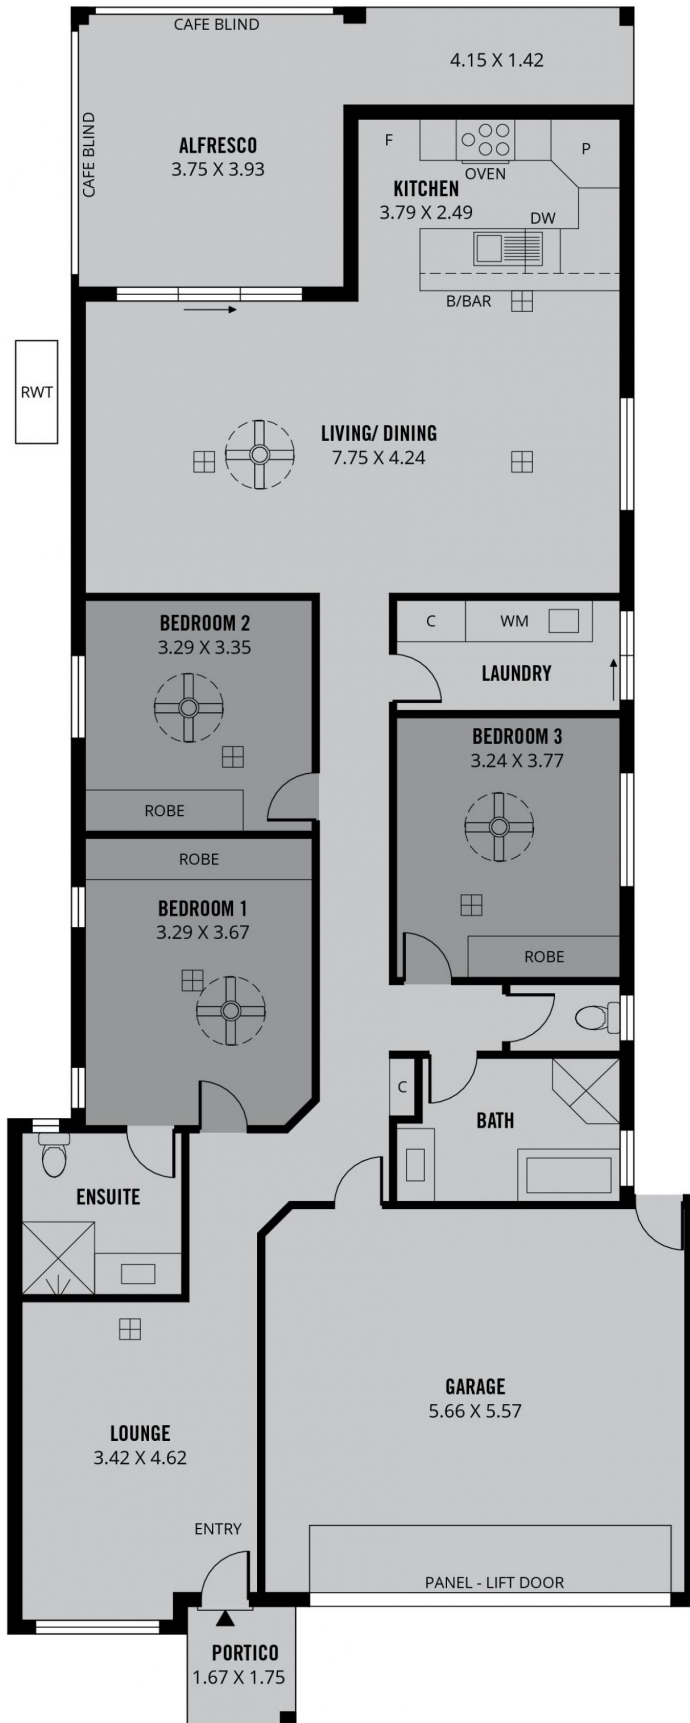 CAFE BLIND
4.15 X 1.42
CAFE BLIND
ALFRESCO
3.75 X 3.93
F
P
OVEN
KITCHEN
3.79 X 2.49
DW
B/BAR
RWT
LIVING/ DINING
7.75 X 4.24
BEDROOM 2
3.29 X 3.35
ROBE
C
WM
LAUNDRY
BEDROOM 3
3.24 X 3.77
ROBE
ROBE
BEDROOM 1
3.29 X 3.67
C
BATH
ENSUITE
GARAGE
5.66 X 5.57
LOUNGE
3.42 X 4.62
ENTRY
PANEL - LIFT DOOR
PORTICO
1.67 X 1.75